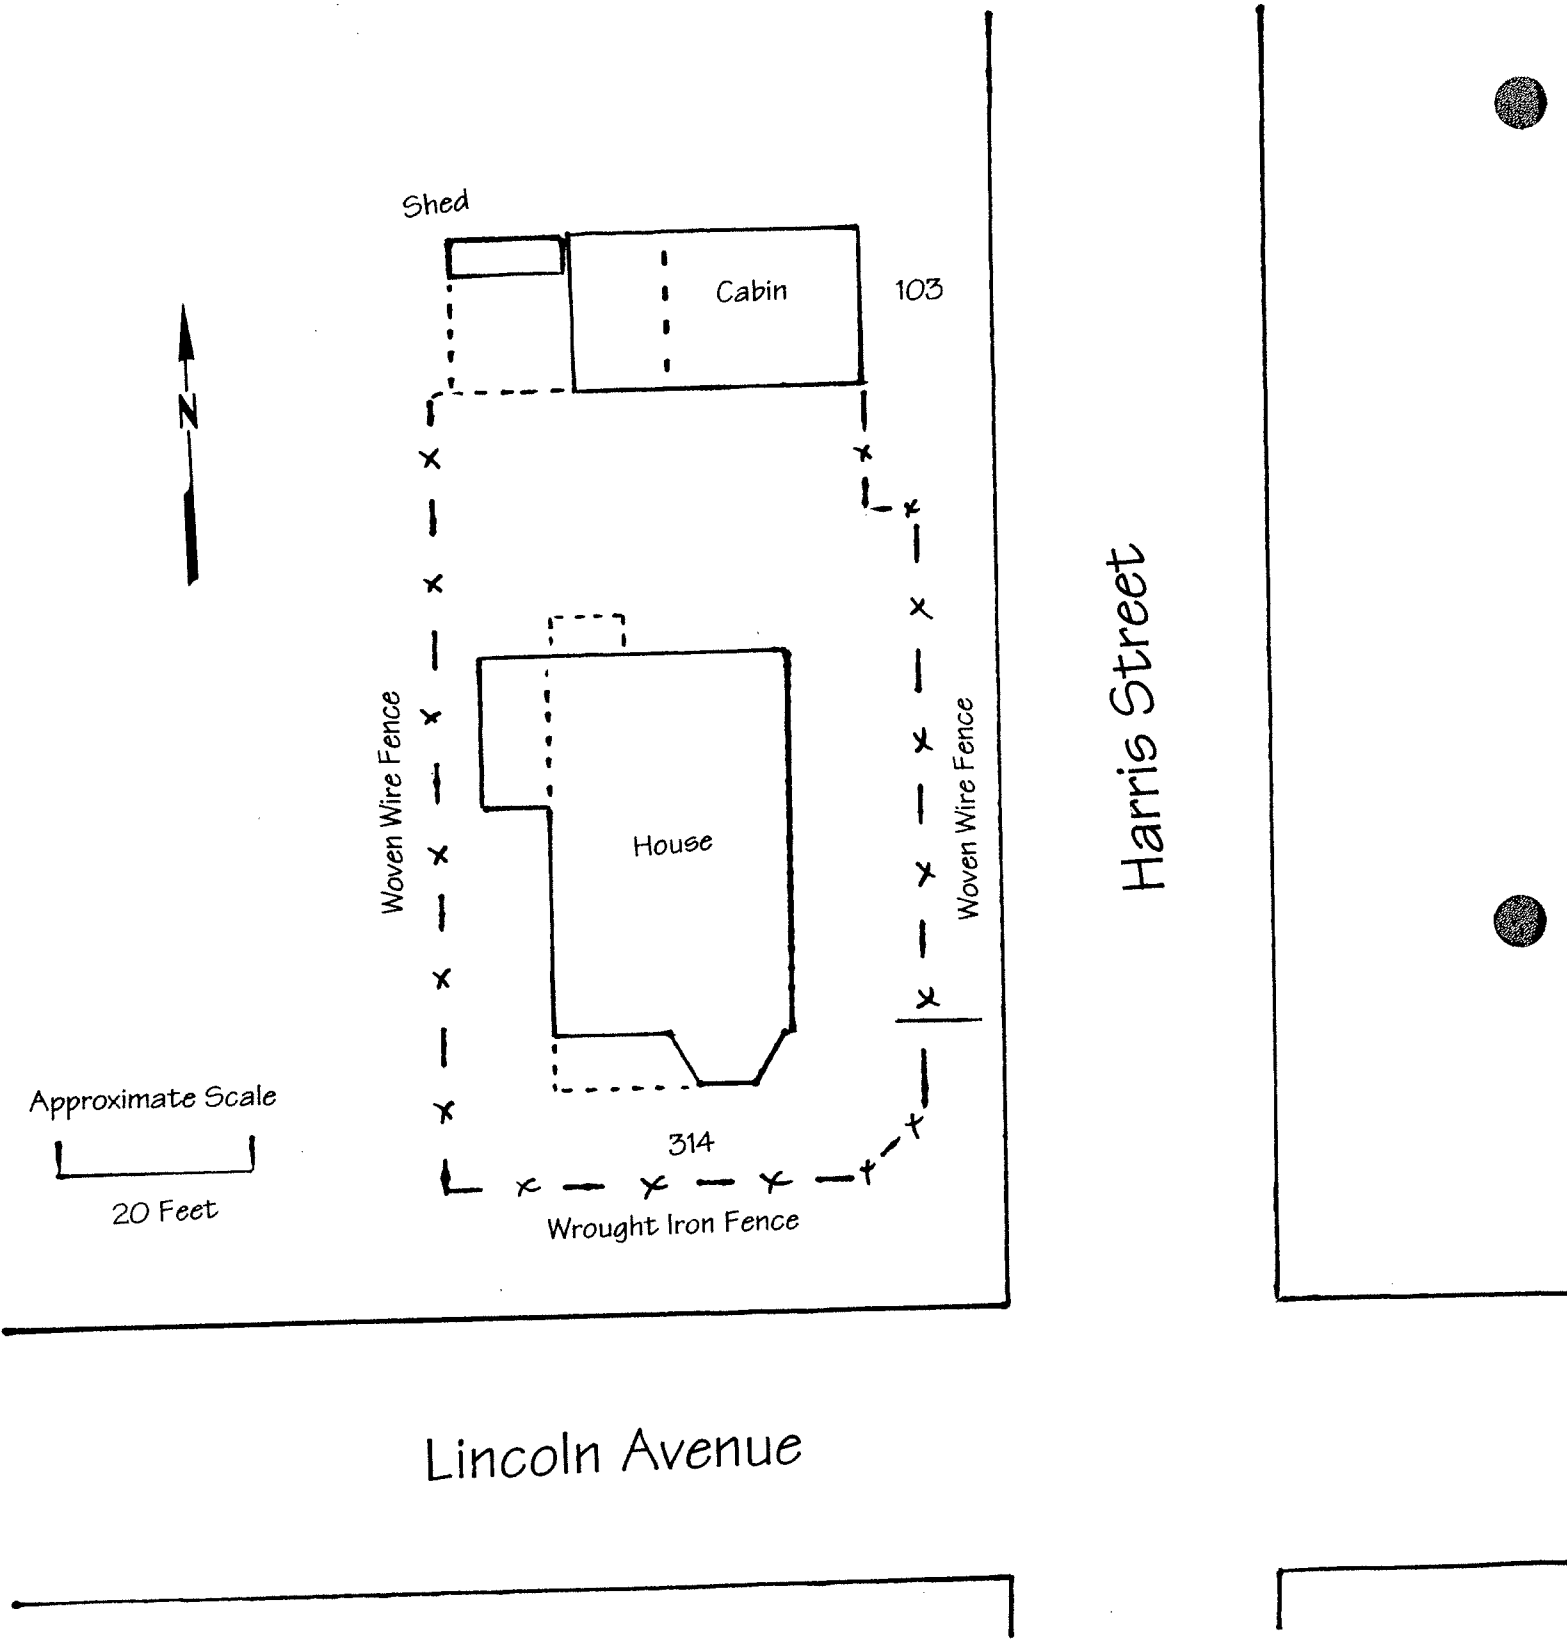 Shed
Cabin
103
N
Harris Street
Woven Wire Fence
Woven Wire Fence
House
Approximate Scale
20 Feet
314
Wrought Iron Fence
Lincoln Avenue